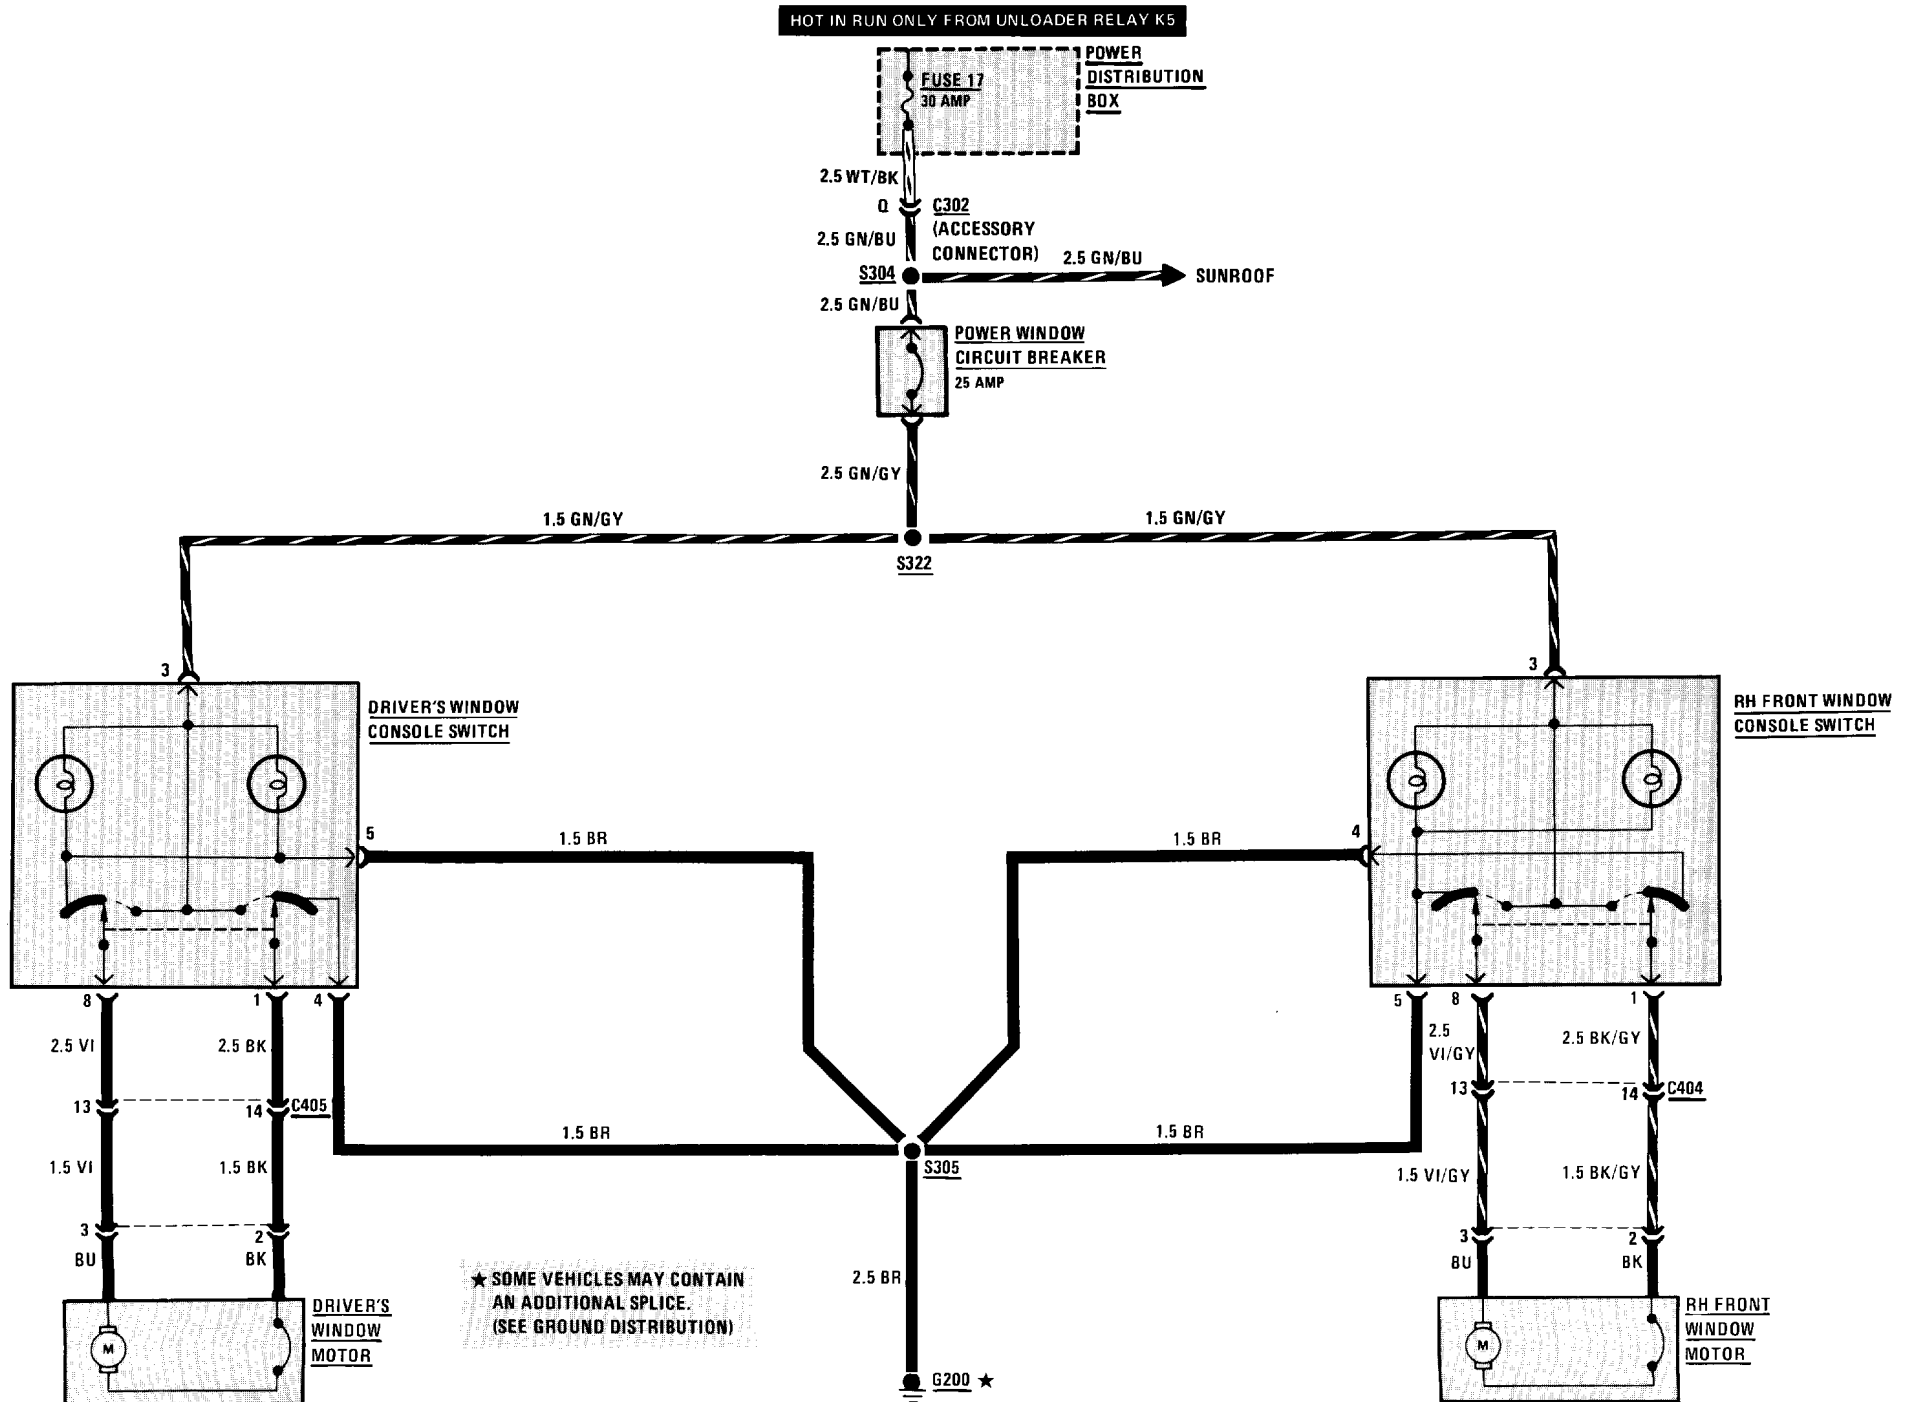 HOT IN RUN ONLY FROM UNLOADER RELAY K5
POWER
DISTRIBUTION
BOX
FUSE 17
30 AMP
2.5 WT/BK
Q
C302
(ACCESSORY
CONNECTOR)
2.5 GN/BU
2.5 GN/BU
S304
SUNROOF
2.5 GN/BU
POWER WINDOW
CIRCUIT BREAKER
25 AMP
2.5 GN/GY
1.5 GN/GY
1.5 GN/GY
S322
3
3
DRIVER'S WINDOW
CONSOLE SWITCH
RH FRONT WINDOW
CONSOLE SWITCH
5
1.5 BR
1.5 BR
4
8
1
4
5
8
1
2.5 VI
2.5 BK
2.5
VI/GY
2.5 BK/GY
13
14
C405
13
14
C404
1.5 BR
1.5 BR
S305
1.5 VI
1.5 BK
1.5 VI/GY
1.5 BK/GY
3
2
3
2
BU
BK
BU
BK
★ SOME VEHICLES MAY CONTAIN
AN ADDITIONAL SPLICE.
(SEE GROUND DISTRIBUTION)
2.5 BR
DRIVER'S
WINDOW
MOTOR
M
RH FRONT
WINDOW
MOTOR
M
G200 ★